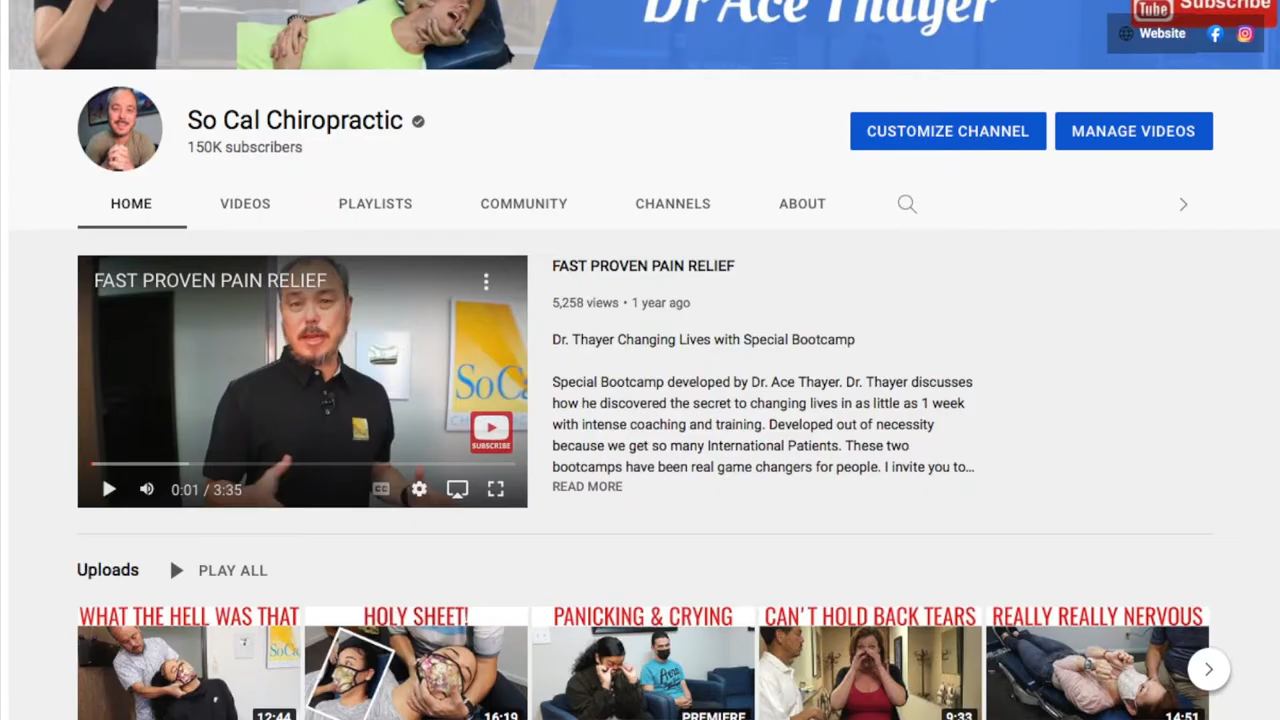 Dr Ace Thayer
Subscribe
Tube
Website
So Cal Chiropractic
150K subscribers
CUSTOMIZE CHANNEL
MANAGE VIDEOS
HOME
VIDEOS
PLAYLISTS
COMMUNITY
CHANNELS
ABOUT
FAST PROVEN PAIN RELIEF
SoC
SUBSCRIBE
0:01 / 3:35
CC
FAST PROVEN PAIN RELIEF
5,258 views • 1 year ago
Dr. Thayer Changing Lives with Special Bootcamp
Special Bootcamp developed by Dr. Ace Thayer. Dr. Thayer discusses
how he discovered the secret to changing lives in as little as 1 week
with intense coaching and training. Developed out of necessity
because we get so many International Patients. These two
bootcamps have been real game changers for people. I invite you to...
READ MORE
Uploads
PLAY ALL
WHAT THE HELL WAS THAT
HOLY SHEET!
PANICKING & CRYING
CAN'T HOLD BACK TEARS
REALLY REALLY NERVOUS
SoC
12:44
16:19
PREMIERE
9:33
14:51